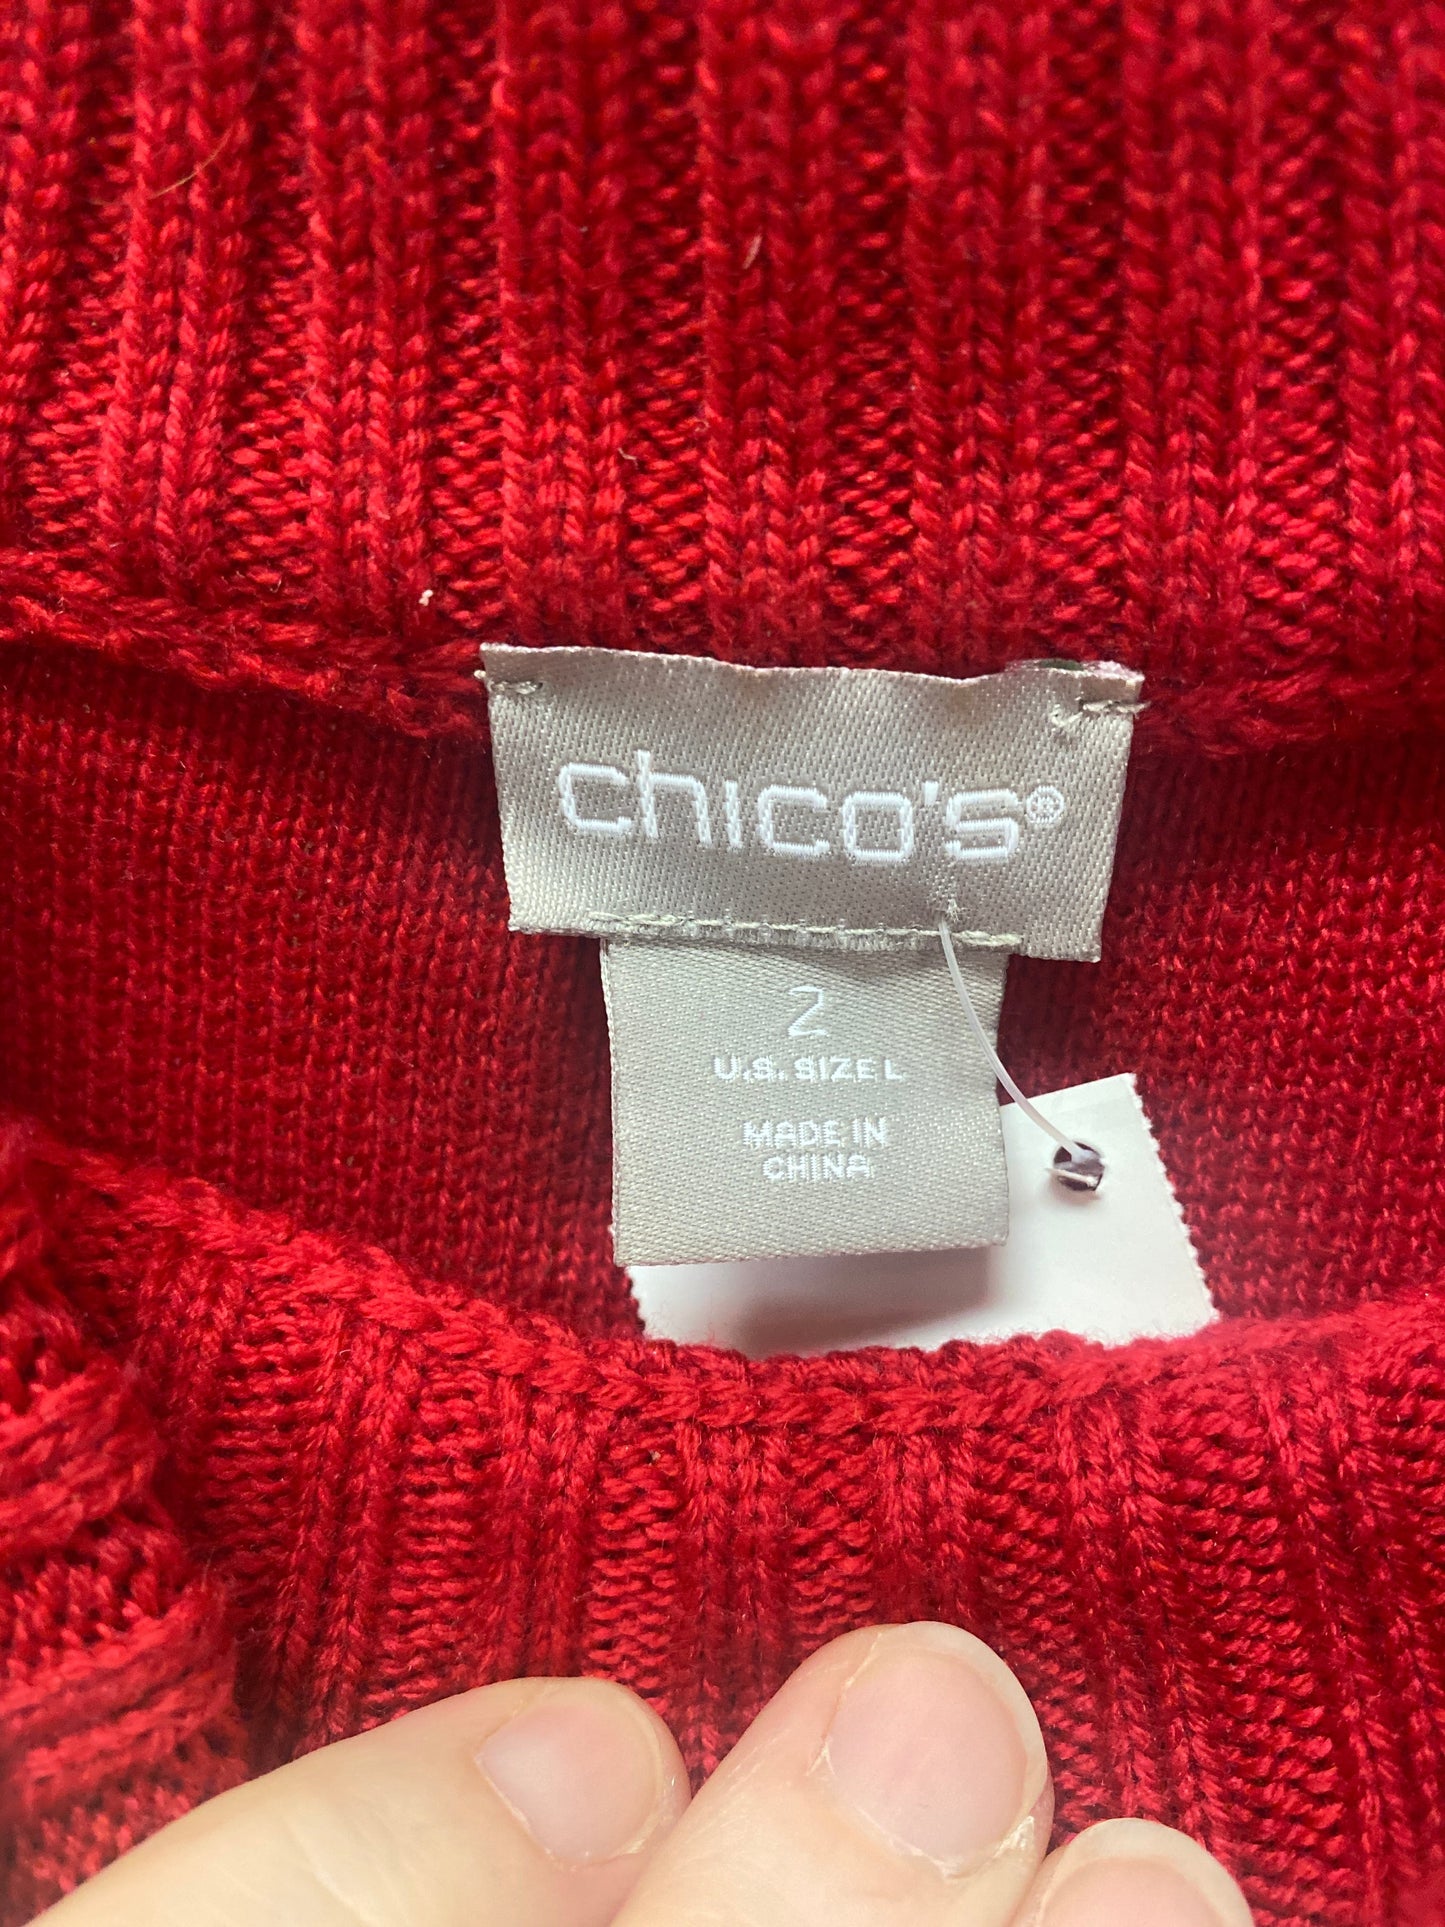 chico's®
2
U.S. SIZE L
MADE IN
CHINA